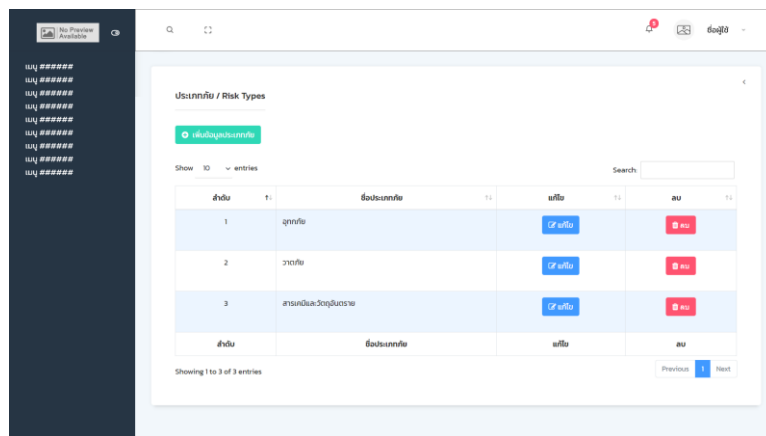 No Preview
Available
5
ชื่อผู้ใช้
เมนู ######
เมนู ######
เมนู ######
เมนู ######
เมนู ######
เมนู ######
เมนู ######
เมนู ######
เมนู ######
ประเภทภัย / Risk Types
เพิ่มข้อมูลประเภทภัย
Show 10 entries
Search:
ลำดับ ชื่อประเภทภัย แก้ไข ลบ
1 อุทกภัย แก้ไข ลบ
2 วาตภัย แก้ไข ลบ
3 สารเคมีและวัตถุอันตราย แก้ไข ลบ
ลำดับ ชื่อประเภทภัย แก้ไข ลบ
Showing 1 to 3 of 3 entries
Previous 1 Next